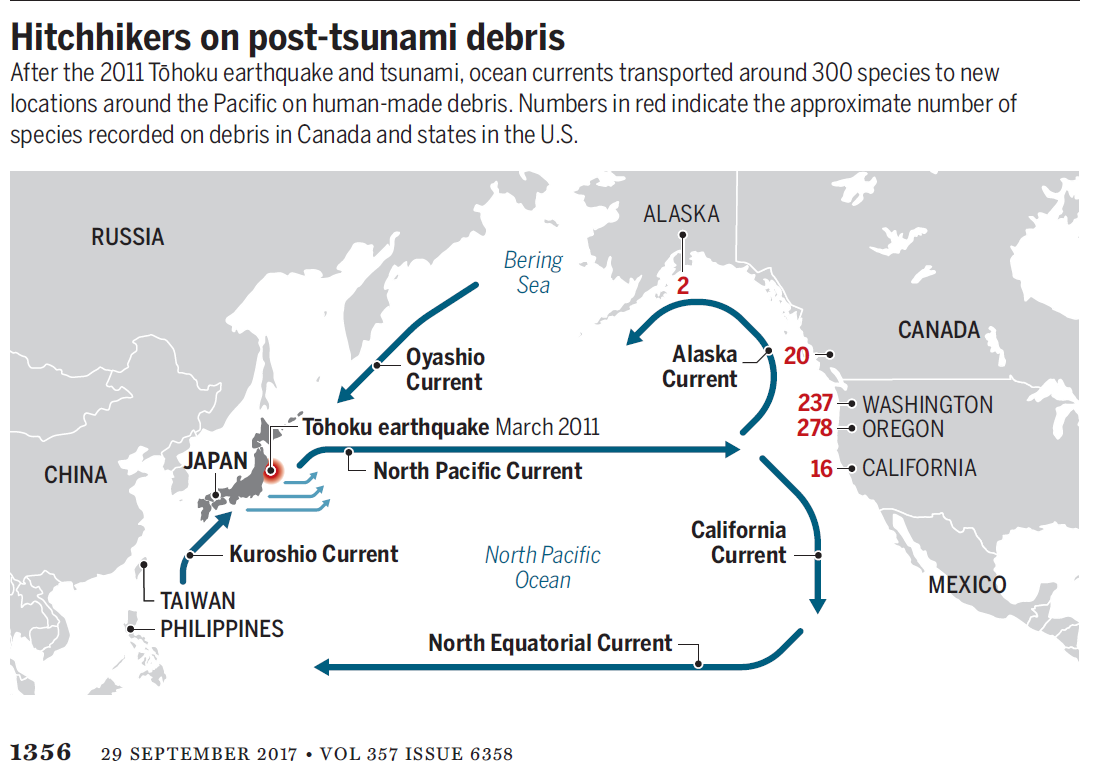 Hitchhikers on post-tsunami debris
After the 2011 Tōhoku earthquake and tsunami, ocean currents transported around 300 species to new
locations around the Pacific on human-made debris. Numbers in red indicate the approximate number of
species recorded on debris in Canada and states in the U.S.
ALASKA
RUSSIA
Bering
Sea
2
CANADA
Oyashio
Current
Alaska
Current
20
237 WASHINGTON
278 OREGON
Tōhoku earthquake March 2011
JAPAN
North Pacific Current
16 CALIFORNIA
CHINA
Kuroshio Current
North Pacific
Ocean
California
Current
MEXICO
TAIWAN
PHILIPPINES
North Equatorial Current
1356 29 SEPTEMBER 2017 • VOL 357 ISSUE 6358